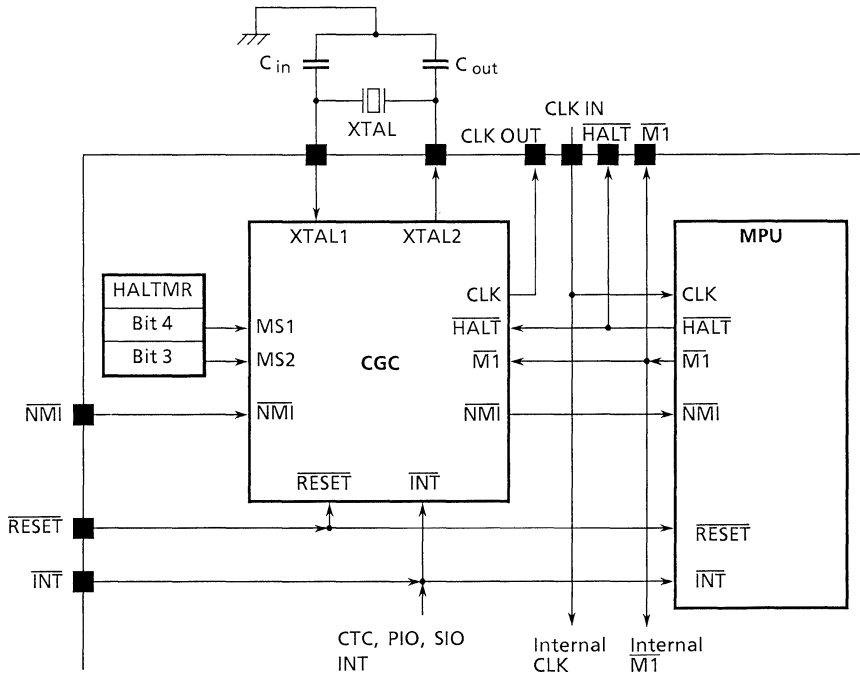 C in
C out
XTAL
CLK IN
CLK OUT
HALT
M1
XTAL1
XTAL2
MPU
HALTMR
Bit 4
Bit 3
MS1
MS2
CGC
CLK
HALT
M1
NMI
CLK
HALT
M1
NMI
NMI
NMI
RESET
INT
RESET
RESET
INT
INT
CTC, PIO, SIO
INT
Internal
CLK
Internal
M1